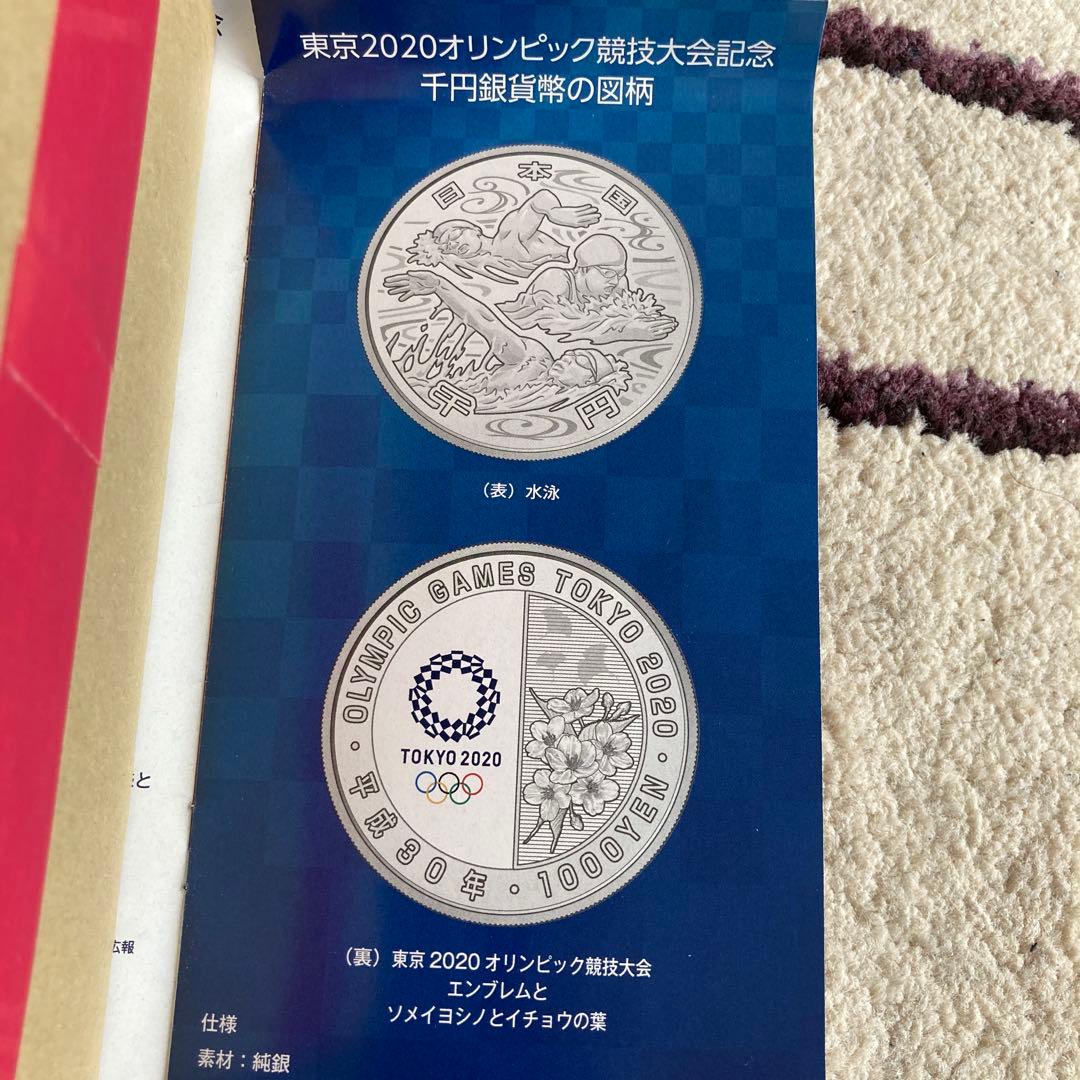 念
東京2020オリンピック競技大会記念
千円銀貨幣の図柄
日本国
千円
(表)水泳
・OLYMPIC GAMES TOKYO 2020・
TOKYO 2020
平成30年・1000YEN
と
広報
(裏)東京2020オリンピック競技大会
エンブレムと
ソメイヨシノとイチョウの葉
仕様
素材:純銀